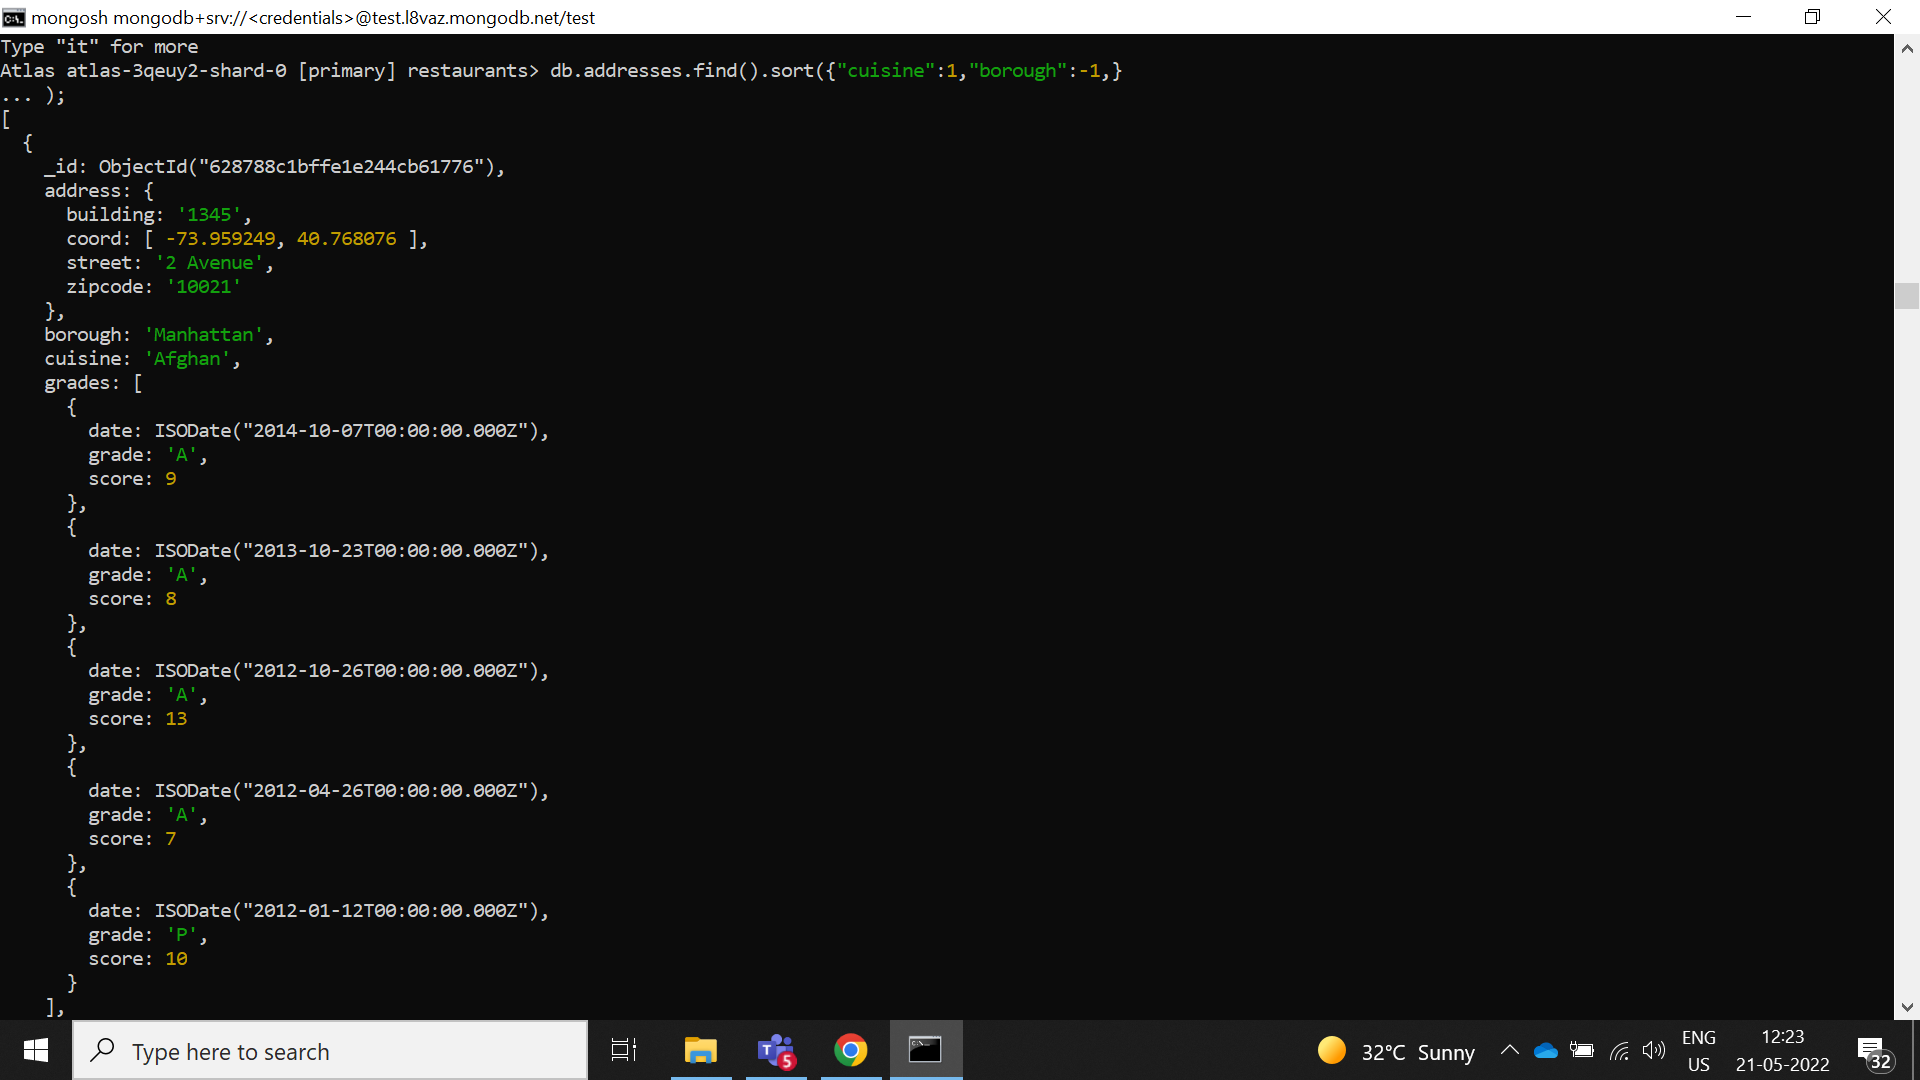 mongosh mongodb+srv://<credentials>@test.l8vaz.mongodb.net/test
Type "it" for more
Atlas atlas-3qeuy2-shard-0 [primary] restaurants> db.addresses.find().sort({"cuisine":1,"borough":-1,}
... );
[
  {
    _id: ObjectId("628788c1bffe1e244cb61776"),
    address: {
      building: '1345',
      coord: [ -73.959249, 40.768076 ],
      street: '2 Avenue',
      zipcode: '10021'
    },
    borough: 'Manhattan',
    cuisine: 'Afghan',
    grades: [
      {
        date: ISODate("2014-10-07T00:00:00.000Z"),
        grade: 'A',
        score: 9
      },
      {
        date: ISODate("2013-10-23T00:00:00.000Z"),
        grade: 'A',
        score: 8
      },
      {
        date: ISODate("2012-10-26T00:00:00.000Z"),
        grade: 'A',
        score: 13
      },
      {
        date: ISODate("2012-04-26T00:00:00.000Z"),
        grade: 'A',
        score: 7
      },
      {
        date: ISODate("2012-01-12T00:00:00.000Z"),
        grade: 'P',
        score: 10
      }
    ],
Type here to search
T 5
C:\.
32°C Sunny
ENG
US
12:23
21-05-2022
32